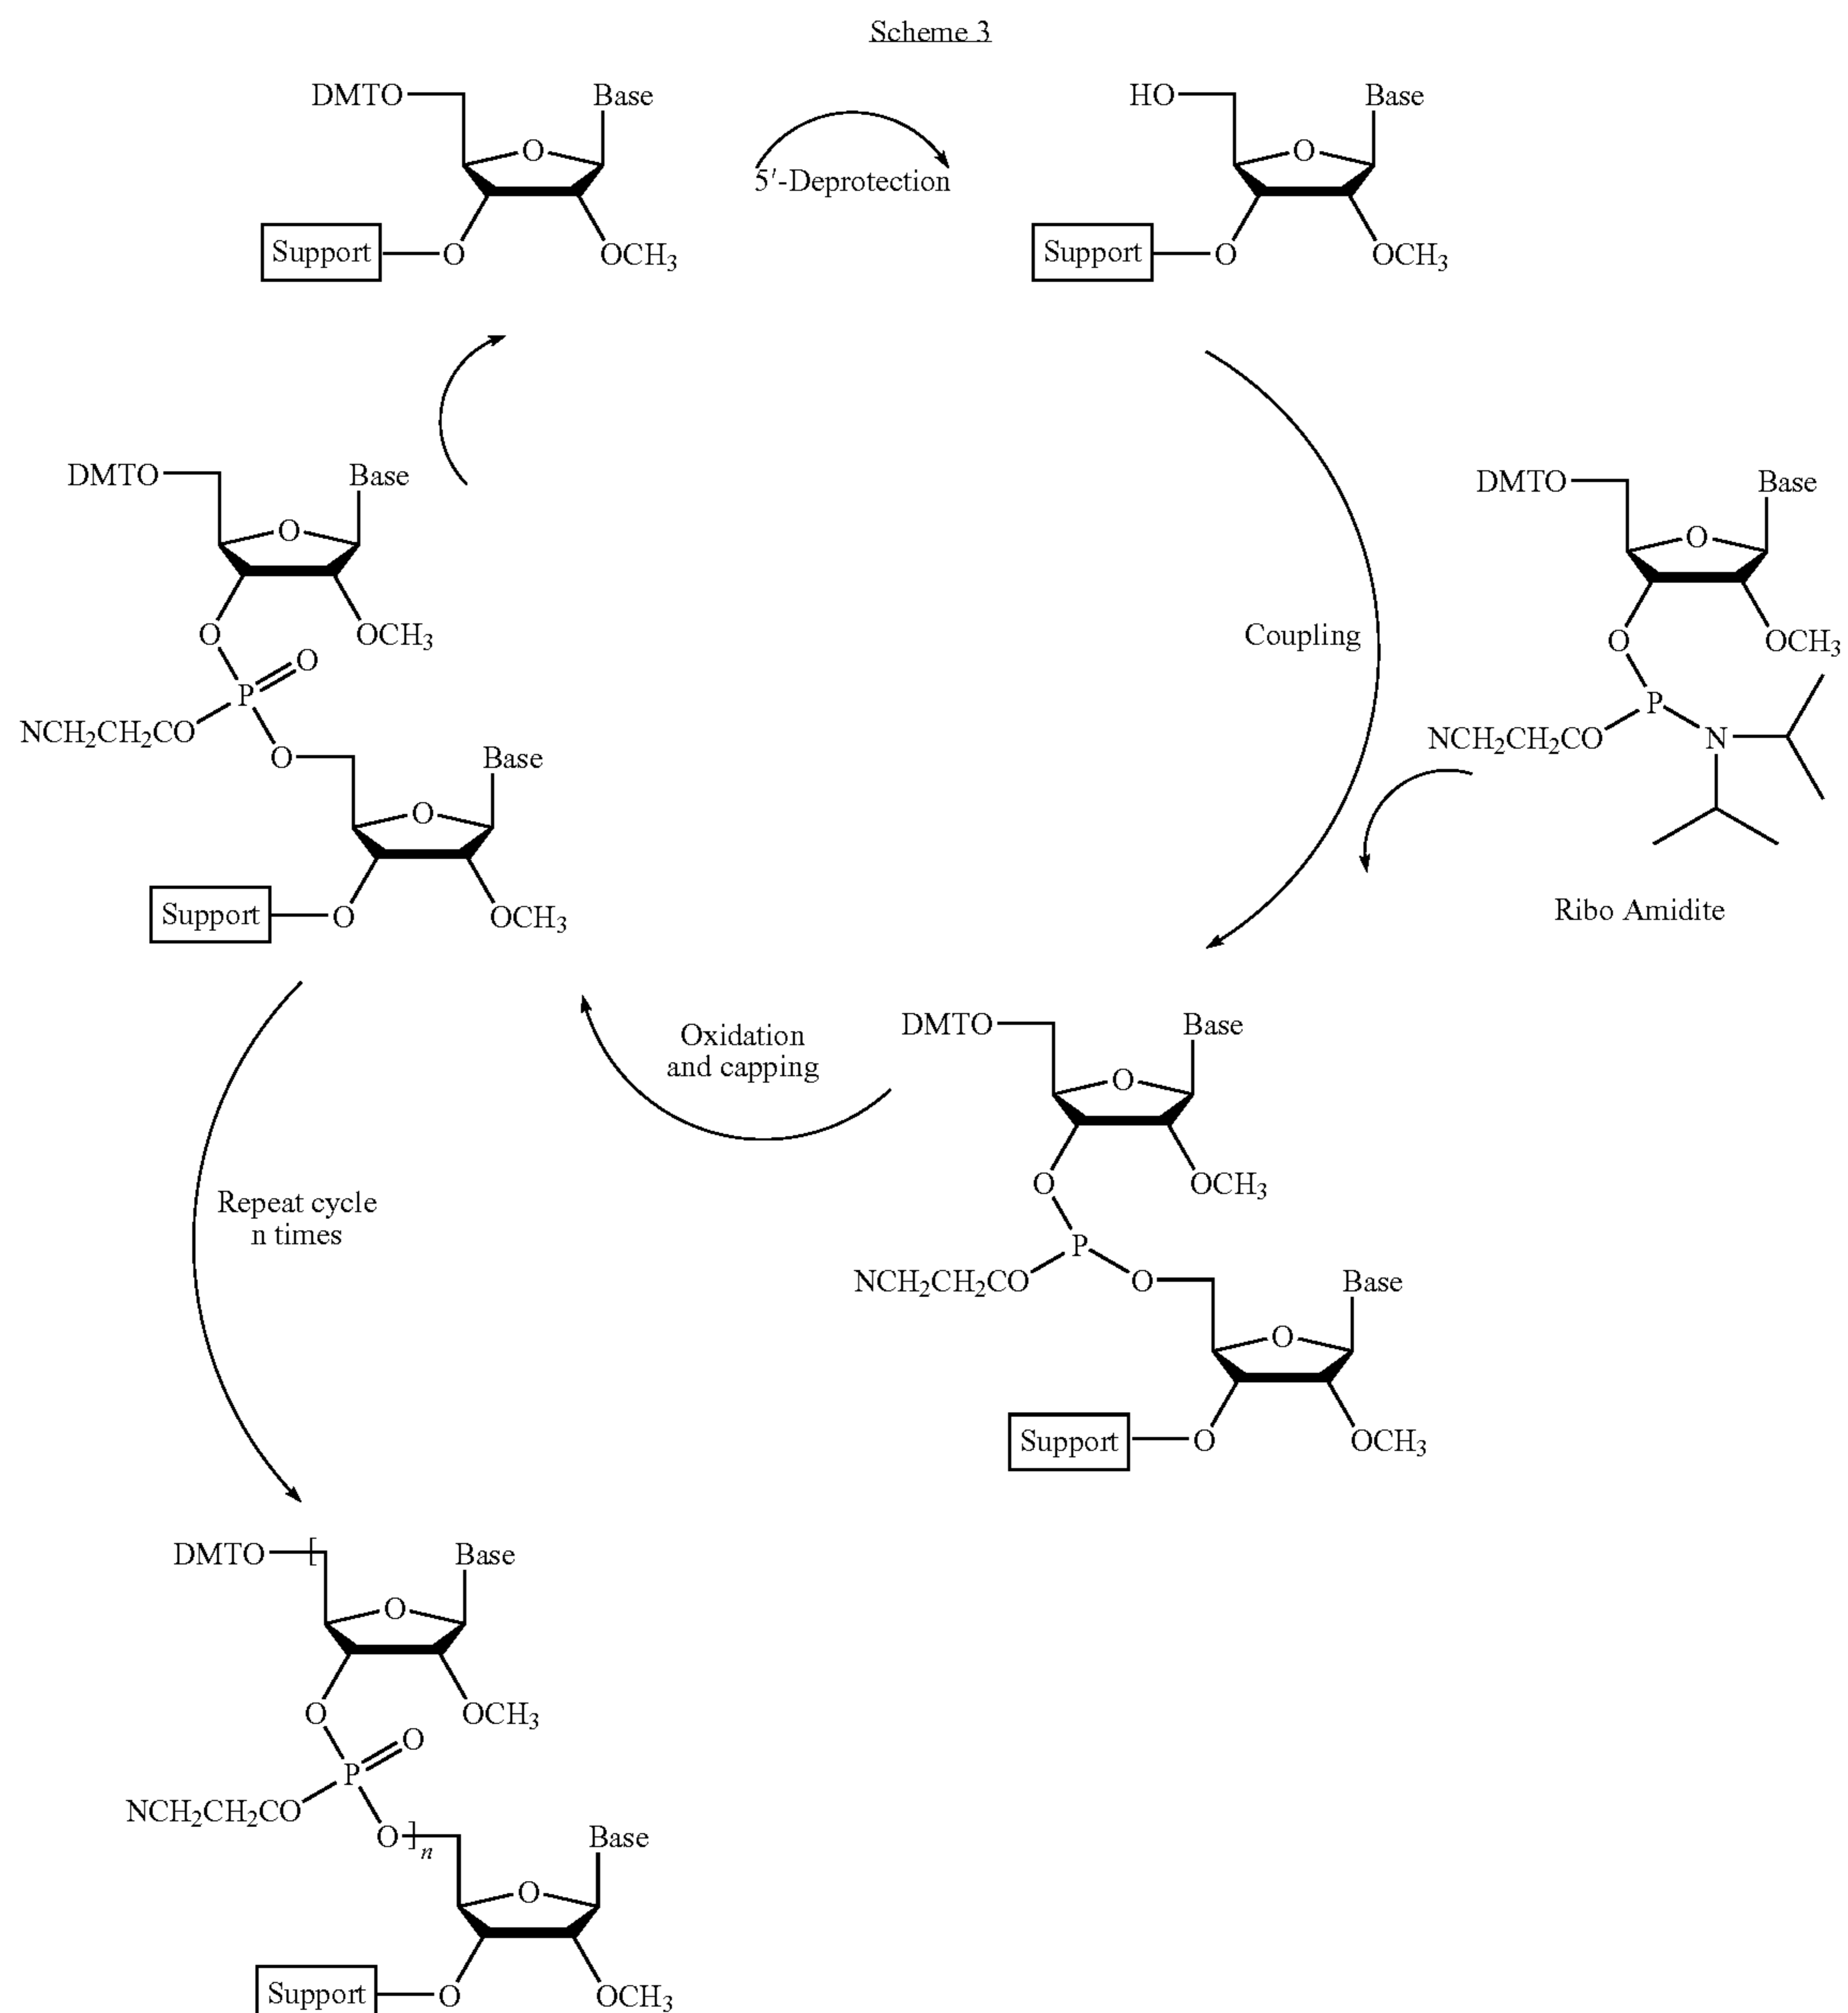 Scheme 3
DMTO
Base
O
Support
O
OCH3
5′-Deprotection
HO
Base
O
Support
O
OCH3
DMTO
Base
O
O
OCH3
O
P
NCH2CH2CO
O
Base
O
Support
O
OCH3
Coupling
DMTO
Base
O
O
OCH3
P
NCH2CH2CO
N
Ribo Amidite
Oxidation
and capping
DMTO
Base
O
O
OCH3
P
NCH2CH2CO
O
Base
O
Support
O
OCH3
Repeat cycle
n times
DMTO
[
Base
O
O
OCH3
O
P
NCH2CH2CO
O
]n
Base
O
Support
O
OCH3